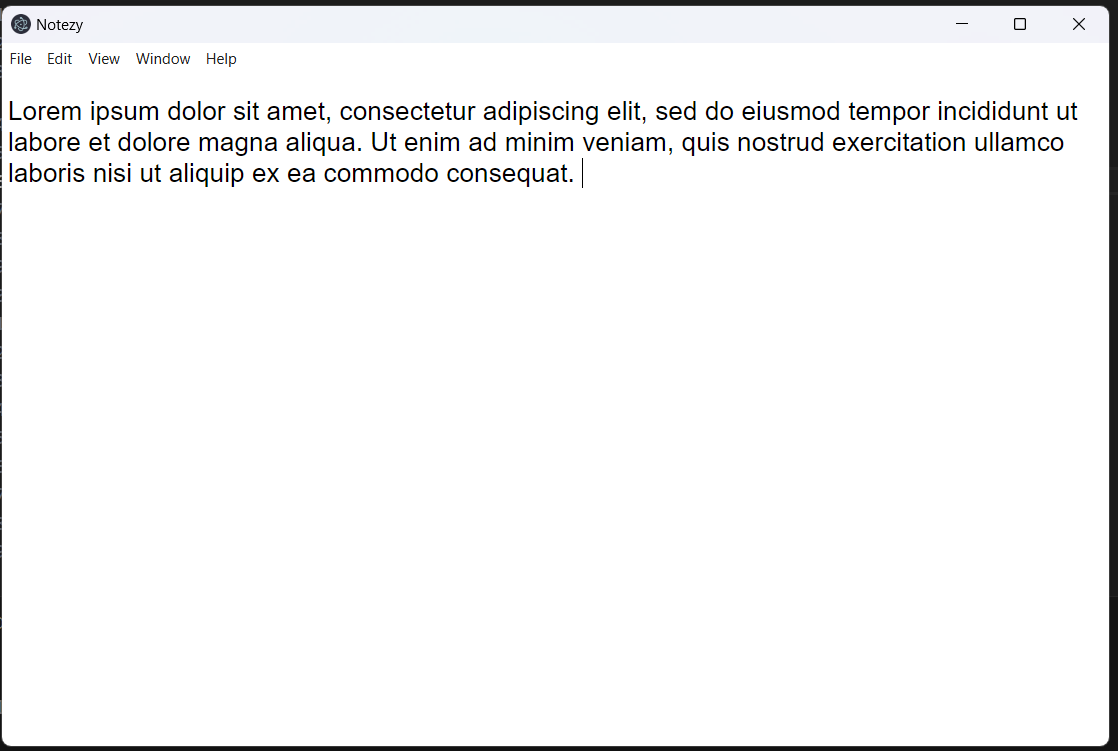 Notezy
File Edit View Window Help
Lorem ipsum dolor sit amet, consectetur adipiscing elit, sed do eiusmod tempor incididunt ut
labore et dolore magna aliqua. Ut enim ad minim veniam, quis nostrud exercitation ullamco
laboris nisi ut aliquip ex ea commodo consequat.